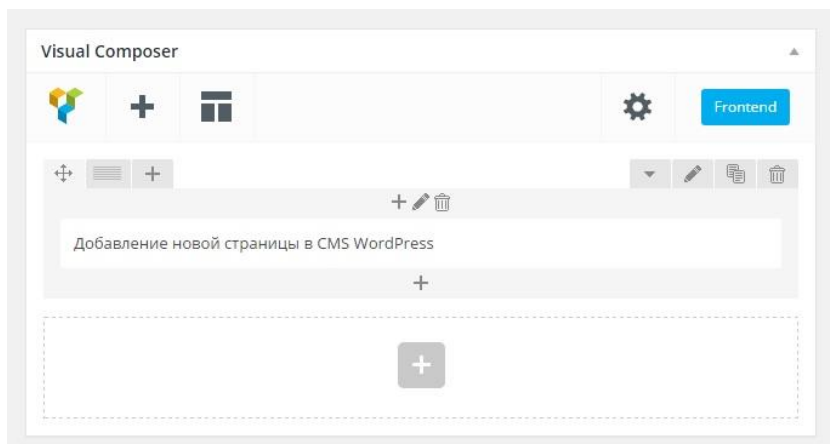 Visual Composer
Frontend
Добавление новой страницы в CMS WordPress